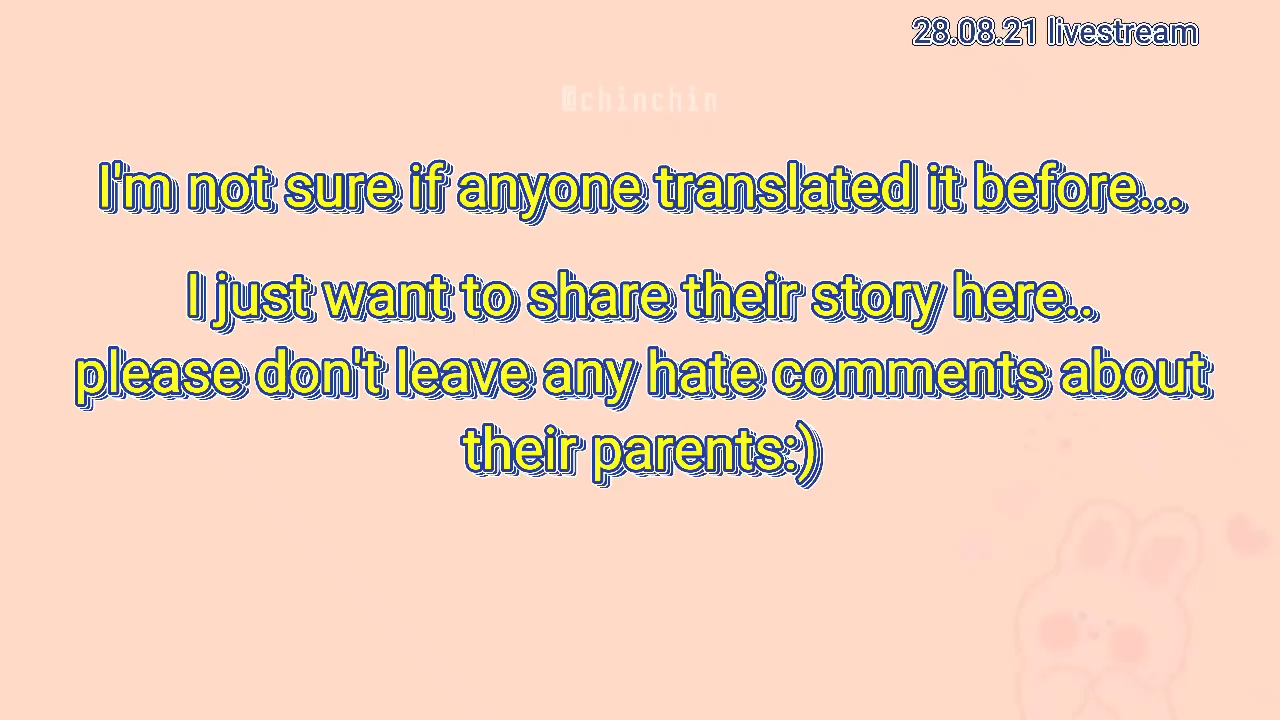 28.08.21 livestream
@chinchin
I'm not sure if anyone translated it before...
I just want to share their story here..
please don't leave any hate comments about
their parents:)